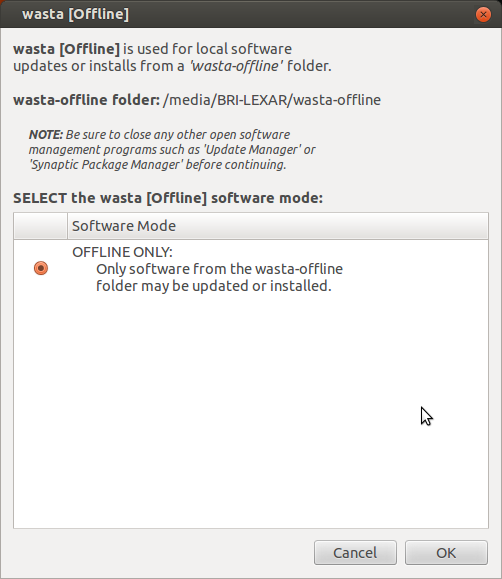 wasta [Offline]
wasta [Offline] is used for local software
updates or installs from a 'wasta-offline' folder.
wasta-offline folder: /media/BRI-LEXAR/wasta-offline
NOTE: Be sure to close any other open software
management programs such as 'Update Manager' or
'Synaptic Package Manager' before continuing.
SELECT the wasta [Offline] software mode:
Software Mode
OFFLINE ONLY:
Only software from the wasta-offline
folder may be updated or installed.
Cancel
OK